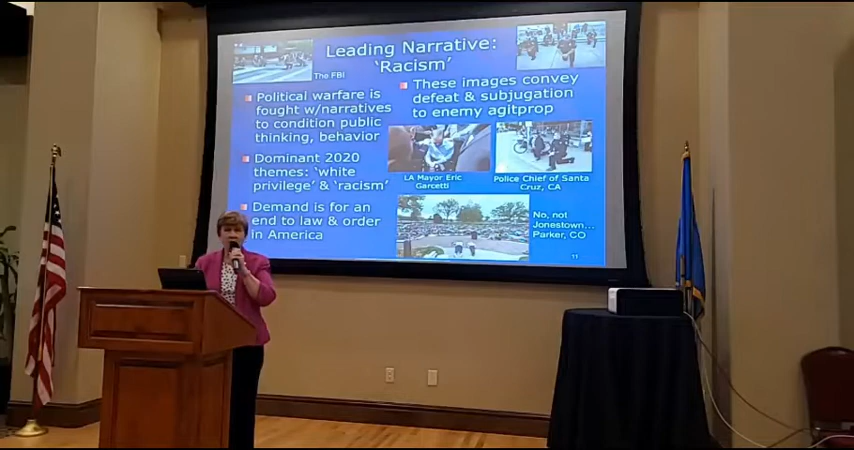 Leading Narrative:
'Racism'
The FBI
Political warfare is
fought w/narratives
to condition public
thinking, behavior
Dominant 2020
themes: 'white
privilege' & 'racism'
Demand is for an
end to law & order
in America
These images convey
defeat & subjugation
to enemy agitprop
LA Mayor Eric
Garcetti
Police Chief of Santa
Cruz, CA
No, not
Jonestown...
Parker, CO
11